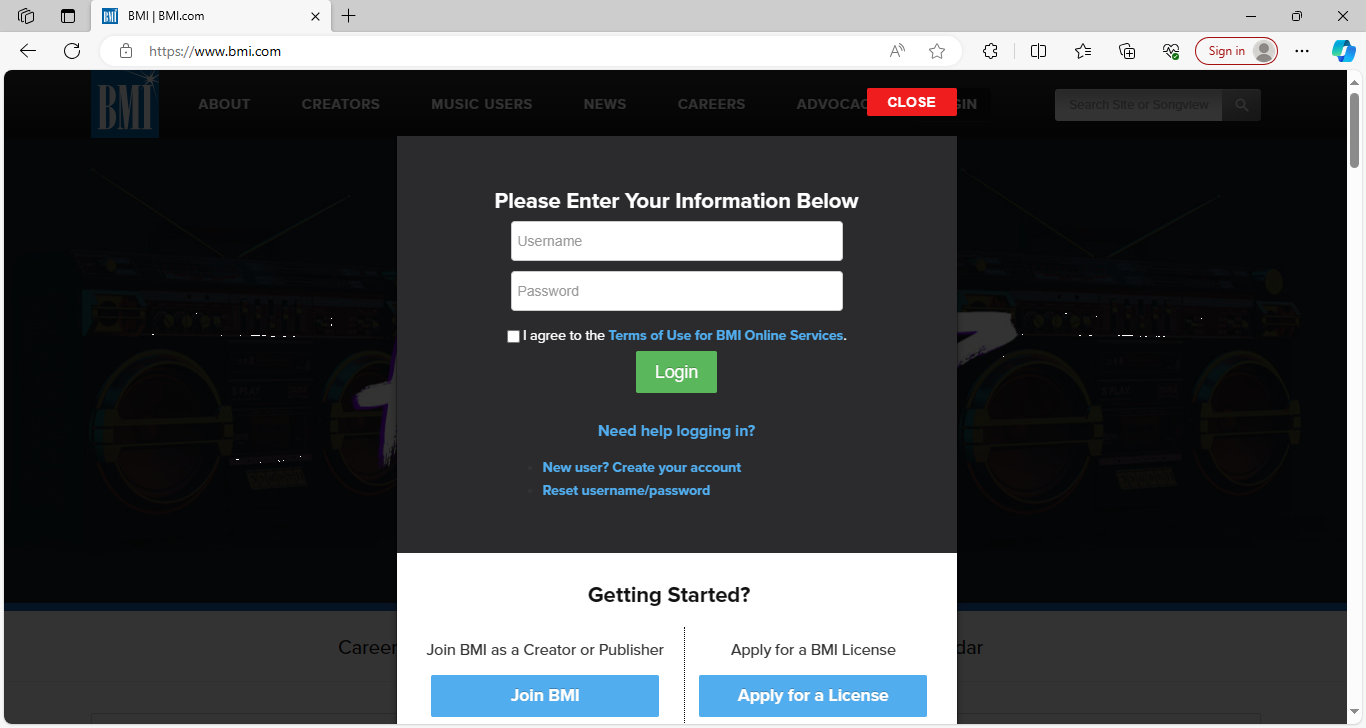 BMI | BMI.com
https://www.bmi.com
Sign in
BMI
ABOUT
CREATORS
MUSIC USERS
NEWS
CAREERS
ADVOCAC
CLOSE
GIN
Search Site or Songview
Please Enter Your Information Below
Username
Password
I agree to the Terms of Use for BMI Online Services.
Login
Need help logging in?
New user? Create your account
Reset username/password
Getting Started?
Join BMI as a Creator or Publisher
Join BMI
Apply for a BMI License
Apply for a License
Career
dar